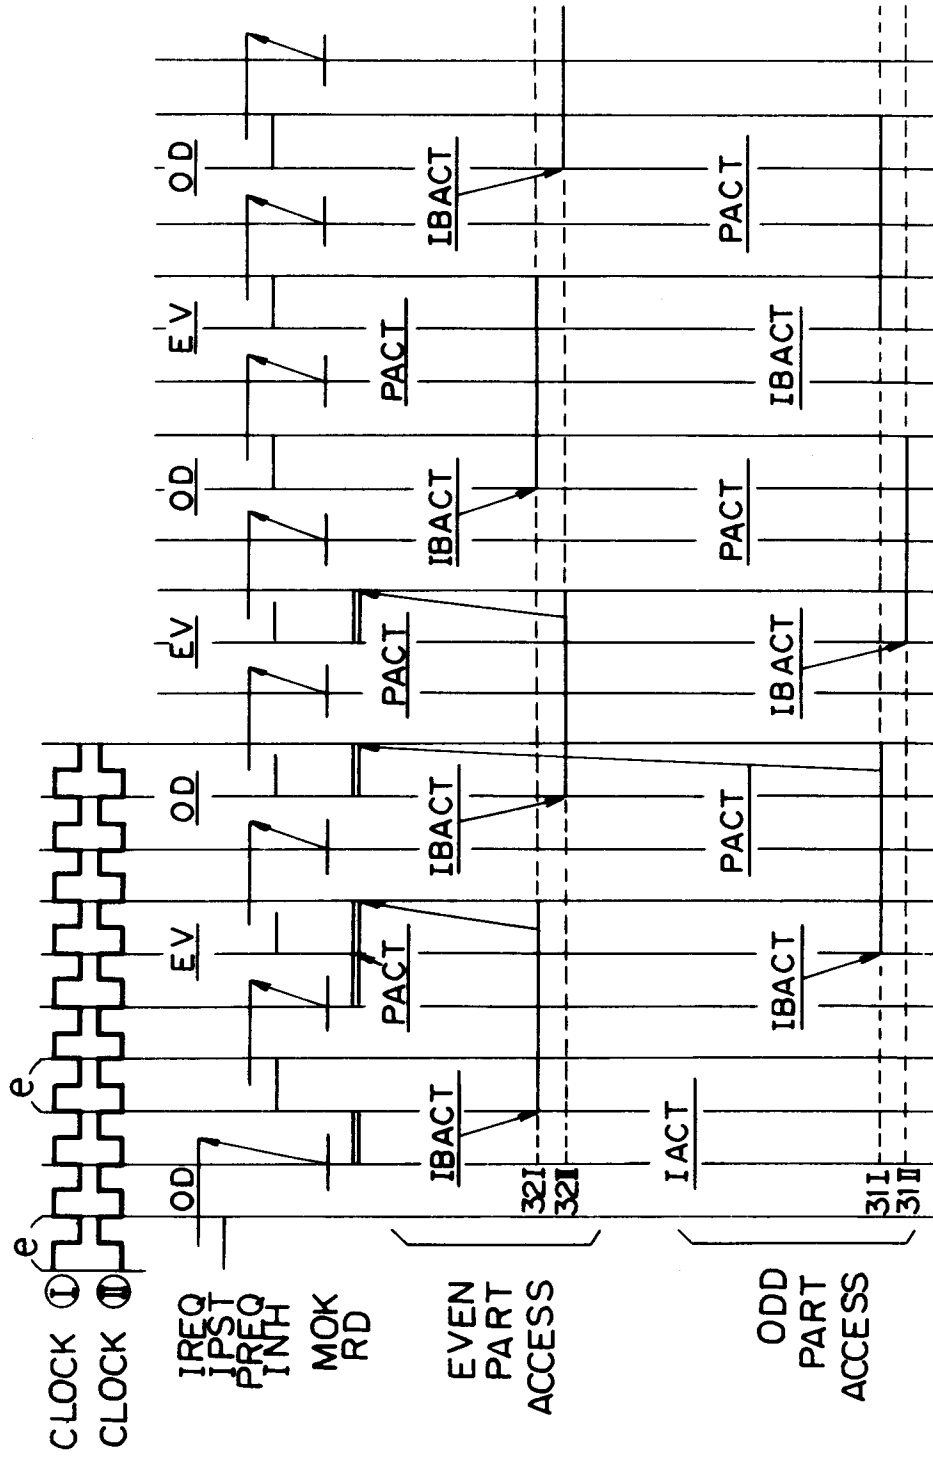 e e
CLOCK Ⓘ
CLOCK Ⓘ︎Ⅱ
OD EV OD EV OD EV OD
IREQ
IPST
PREQ
INH
MOK
RD
PACT PACT PACT
IBACT IBACT IBACT IBACT
EVEN
PART
ACCESS
32Ⅰ
32Ⅱ
IACT
PACT PACT PACT
IBACT IBACT IBACT
ODD
PART
ACCESS
31Ⅰ
31Ⅱ